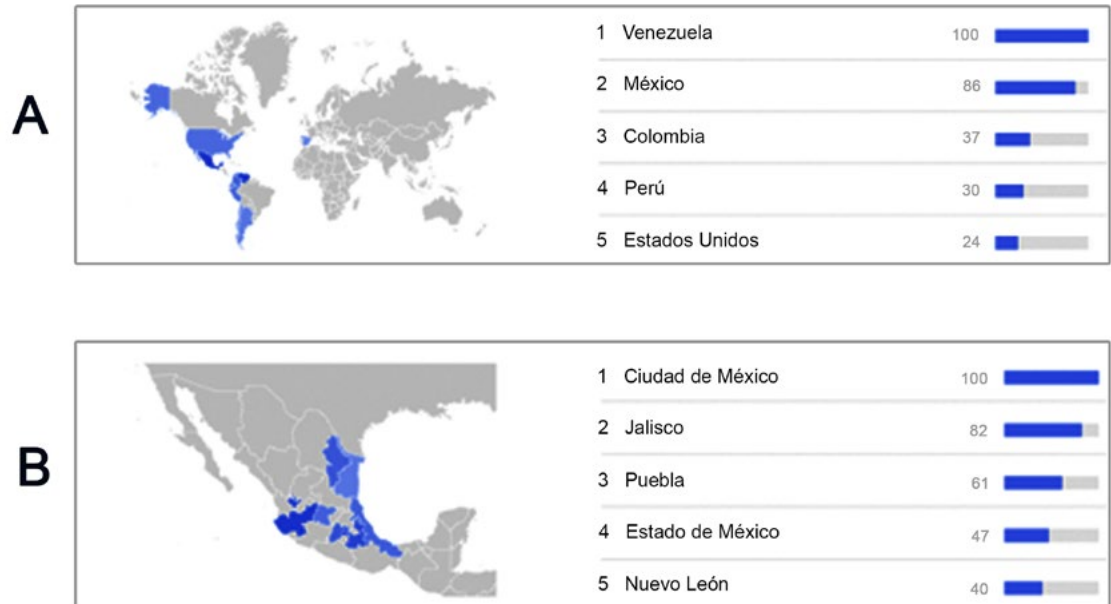 A
1 Venezuela 100
2 México 86
3 Colombia 37
4 Perú 30
5 Estados Unidos 24
B
1 Ciudad de México 100
2 Jalisco 82
3 Puebla 61
4 Estado de México 47
5 Nuevo León 40